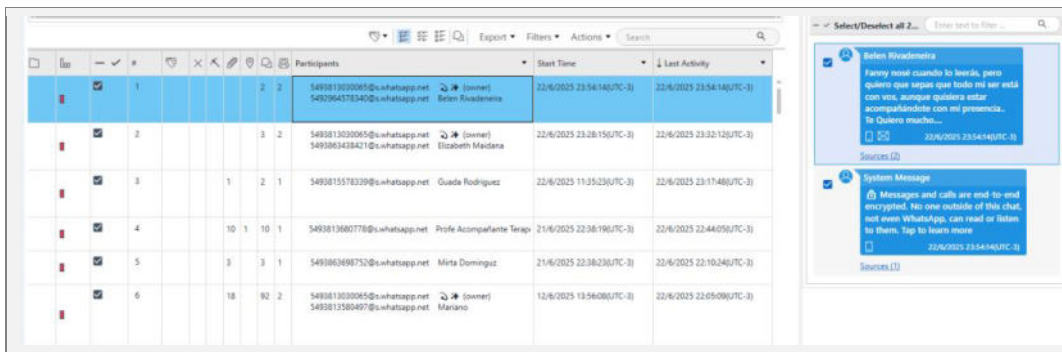 Export Filters Actions Search
# Participants Start Time Last Activity
1 2 2 5493813030065@s.whatsapp.net (owner) 22/6/2025 23:54:14(UTC-3) 22/6/2025 23:54:14(UTC-3)
5492964578340@s.whatsapp.net Belen Rivadeneira
2 3 2 5493813030065@s.whatsapp.net (owner) 22/6/2025 23:28:15(UTC-3) 22/6/2025 23:32:12(UTC-3)
5493863438421@s.whatsapp.net Elizabeth Maidana
3 1 2 1 5493815578339@s.whatsapp.net Guada Rodriguez 22/6/2025 11:35:23(UTC-3) 22/6/2025 23:17:48(UTC-3)
4 10 1 10 1 5493813680778@s.whatsapp.net Profe Acompañante Terapi 21/6/2025 22:38:19(UTC-3) 22/6/2025 22:44:05(UTC-3)
5 3 3 1 5493863698752@s.whatsapp.net Mirta Dominguz 21/6/2025 22:38:23(UTC-3) 22/6/2025 22:10:24(UTC-3)
6 18 92 2 5493813030065@s.whatsapp.net (owner) 12/6/2025 13:56:08(UTC-3) 22/6/2025 22:05:09(UTC-3)
5493813580497@s.whatsapp.net Mariano
Select/Deselect all 2... Enter text to filter ...
Belen Rivadeneira
Fanny nosé cuando lo leerás, pero
quiero que sepas que todo mi ser está
con vos, aunque quisiera estar
acompañándote con mi presencia..
Te Quiero mucho....
22/6/2025 23:54:14(UTC-3)
Sources (2)
System Message
Messages and calls are end-to-end
encrypted. No one outside of this chat,
not even WhatsApp, can read or listen
to them. Tap to learn more
22/6/2025 23:54:14(UTC-3)
Sources (1)